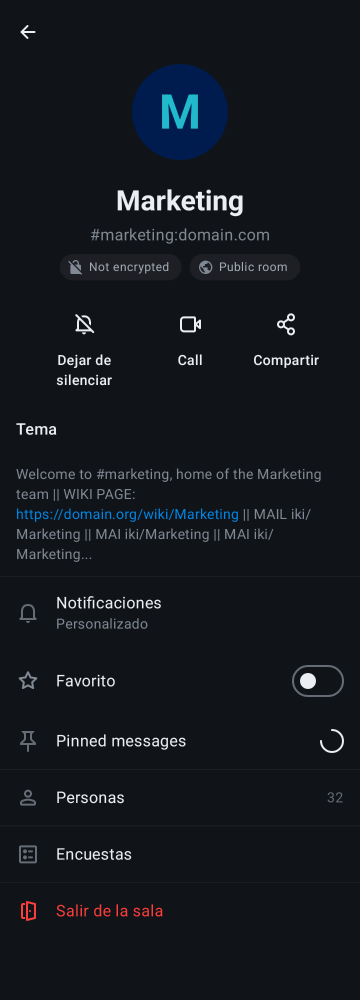 M
Marketing
#marketing:domain.com
Not encrypted
Public room
Dejar de
silenciar
Call
Compartir
Tema
Welcome to #marketing, home of the Marketing
team || WIKI PAGE:
https://domain.org/wiki/Marketing || MAIL iki/
Marketing || MAI iki/Marketing || MAI iki/
Marketing...
Notificaciones
Personalizado
Favorito
Pinned messages
Personas
32
Encuestas
Salir de la sala